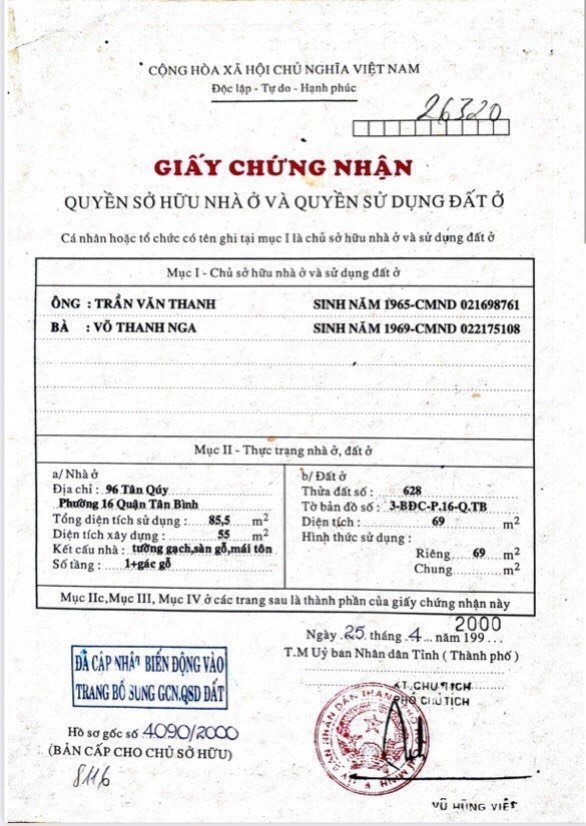 CỘNG HÒA XÃ HỘI CHỦ NGHĨA VIỆT NAM
Độc lập - Tự do - Hạnh phúc
26320
GIẤY CHỨNG NHẬN
QUYỀN SỞ HỮU NHÀ Ở VÀ QUYỀN SỬ DỤNG ĐẤT Ở
Cá nhân hoặc tổ chức có tên ghi tại mục I là chủ sở hữu nhà ở và sử dụng đất ở
Mục I - Chủ sở hữu nhà ở và sử dụng đất ở
ÔNG : TRẦN VĂN THANH SINH NĂM 1965-CMND 021698761
BÀ : VÕ THANH NGA SINH NĂM 1969-CMND 022175108
Mục II - Thực trạng nhà ở, đất ở
a/ Nhà ở
Địa chỉ : 96 Tân Qúy
Phường 16 Quận Tân Bình
Tổng diện tích sử dụng : 85,5 m²
Diện tích xây dựng : 55 m²
Kết cấu nhà : tường gạch,sàn gỗ,mái tôn
Số tầng : 1+gác gỗ
b/ Đất ở
Thửa đất số : 628
Tờ bản đồ số : 3-BĐC-P.16-Q.TB
Diện tích : 69 m²
Hình thức sử dụng :
Riêng 69 m²
Chung m²
Mục IIc,Mục III, Mục IV ở các trang sau là thành phần của giấy chứng nhận này
Ngày 25 tháng 4 năm 199... 2000
T.M Uỷ ban Nhân dân Tỉnh ( Thành phố )
KT.CHỦ TỊCH
PHÓ CHỦ TỊCH
ĐÃ CẬP NHẬT BIẾN ĐỘNG VÀO
TRANG BỔ SUNG GCN.QSD ĐẤT
Hồ sơ gốc số 4090/2000
(BẢN CẤP CHO CHỦ SỞ HỮU)
8116
VŨ HÙNG VIỆT